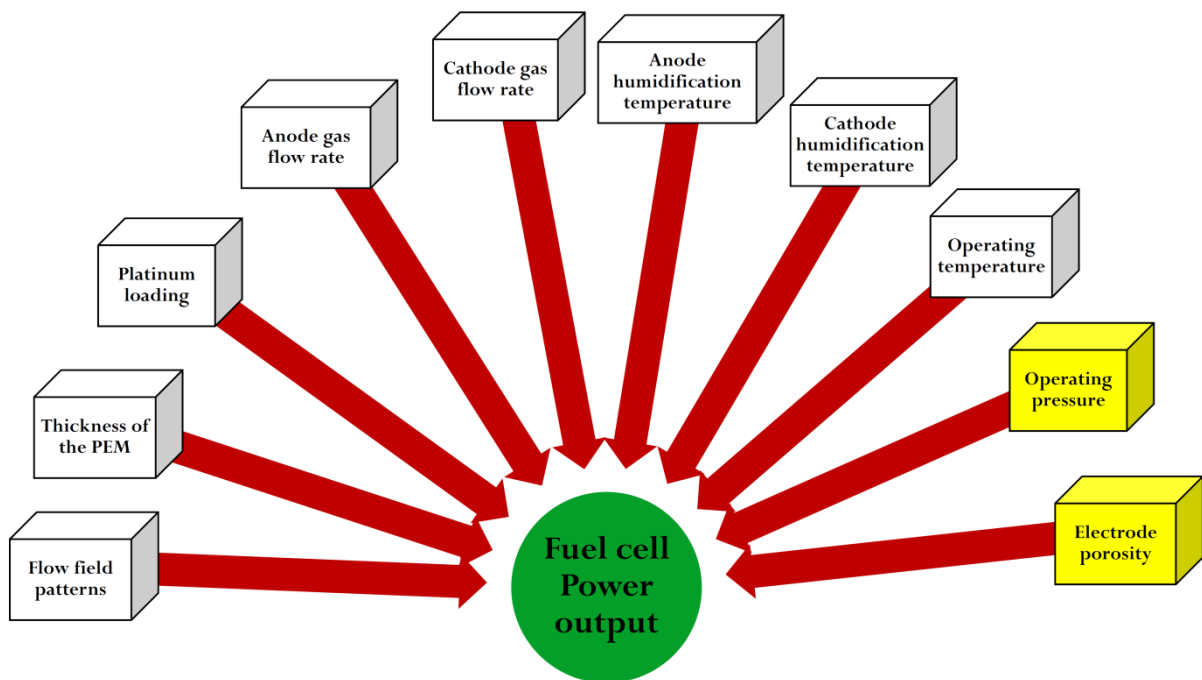 Cathode gas
flow rate
Anode
humidification
temperature
Anode gas
flow rate
Cathode
humidification
temperature
Platinum
loading
Operating
temperature
Thickness of
the PEM
Operating
pressure
Flow field
patterns
Electrode
porosity
Fuel cell
Power
output